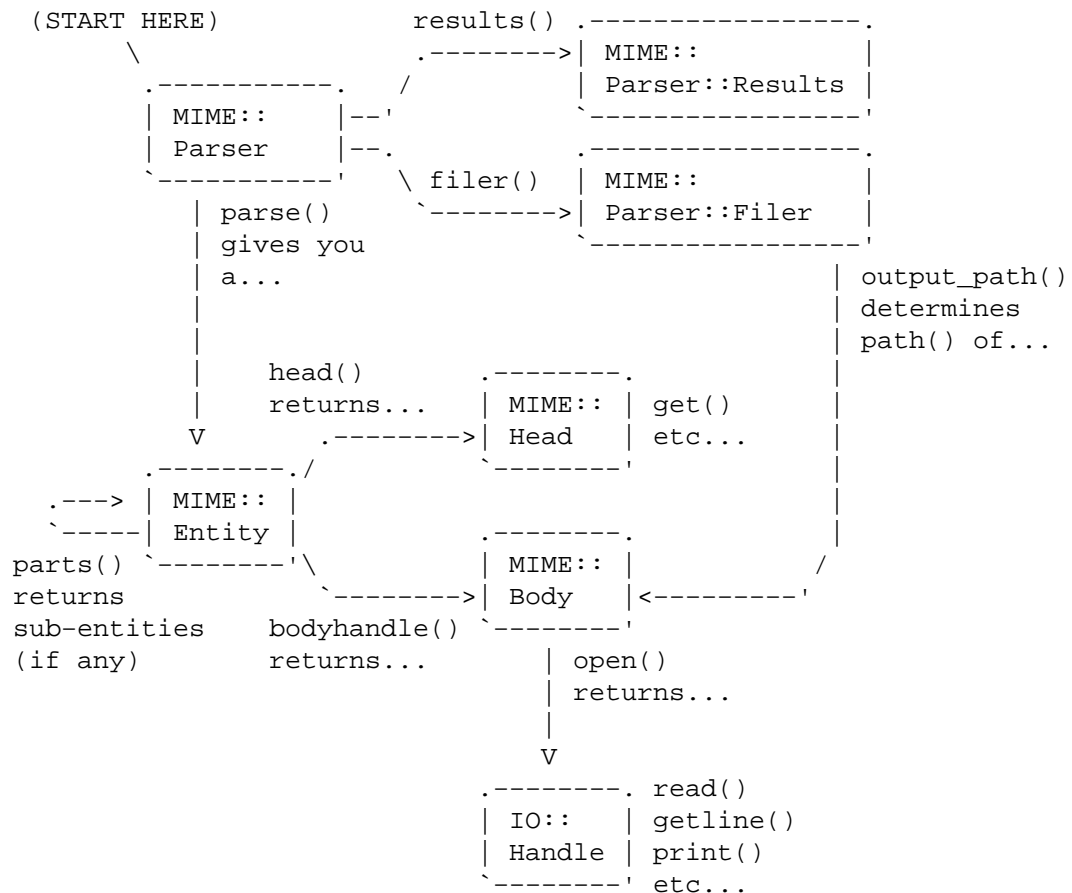 (START HERE)            results() .-----------------.
       \                 .-------->| MIME::          |
        .-----------.   /          | Parser::Results |
        | MIME::    |--'           `-----------------'
        | Parser    |--.           .-----------------.
        `-----------'   \ filer()  | MIME::          |
           | parse()     `-------->| Parser::Filer   |
           | gives you             `-----------------'
           | a...                                  | output_path()
           |                                       | determines
           |                                       | path() of...
           |    head()       .--------.            |
           |    returns...   | MIME:: | get()      |
           V       .-------->| Head   | etc...     |
        .--------./          `--------'            |
  .---> | MIME:: |                                 |
  `-----| Entity |           .--------.            |
parts() `--------'\          | MIME:: |           /
returns            `-------->| Body   |<---------'
sub-entities    bodyhandle() `--------'
(if any)        returns...       | open()
                                 | returns...
                                 |
                                 V
                             .--------. read()
                             | IO::   | getline()
                             | Handle | print()
                             `--------' etc...